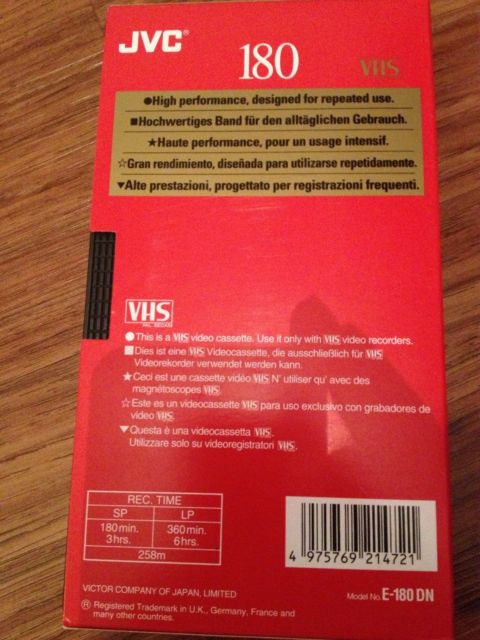 JVC®
180
VHS
●High performance, designed for repeated use.
■Hochwertiges Band für den alltäglichen Gebrauch.
★Haute performance, pour un usage intensif.
☆Gran rendimiento, diseñada para utilizarse repetidamente.
▼Alte prestazioni, progettato per registrazioni frequenti.
VHS
PAL SECAM
●This is a VHS video cassette. Use it only with VHS video recorders.
■Dies ist eine VHS Videocassette, die ausschließlich für VHS
Videorekorder verwendet werden kann.
★Ceci est une cassette vidéo VHS N' utiliser qu' avec des
magnétoscopes VHS.
☆Este es un videocassette VHS para uso exclusivo con grabadores de
video VHS.
▼Questa è una videocassetta VHS.
Utilizzare solo su videoregistratori VHS.
REC. TIME
SP LP
180min. 360min.
3hrs. 6hrs.
258m
4 975769 214721
VICTOR COMPANY OF JAPAN, LIMITED
Model No. E-180 DN
® Registered Trademark in U.K., Germany, France and
many other countries.